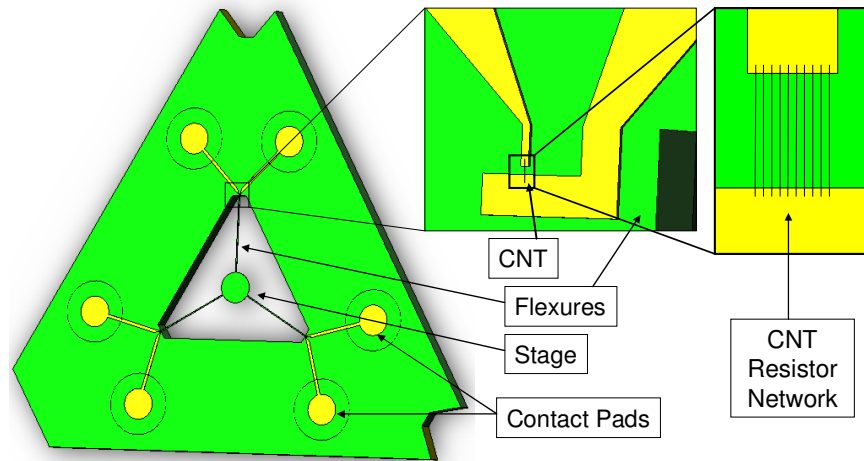 CNT
Flexures
Stage
Contact Pads
CNT
Resistor
Network